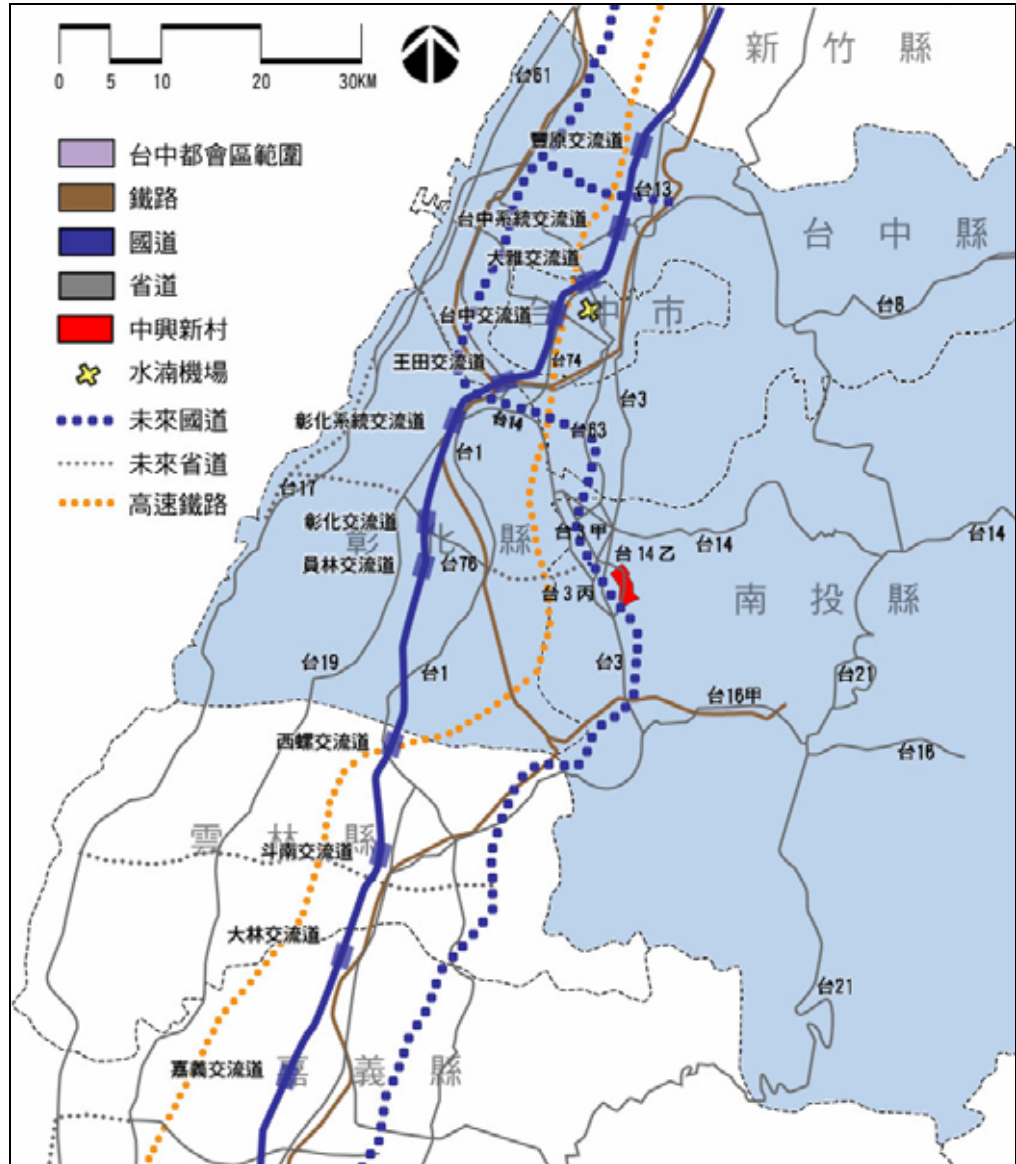 0 5 10 20 30KM
台中都會區範圍
鐵路
國道
省道
中興新村
水湳機場
未來國道
未來省道
高速鐵路
新竹縣
台61
豐原交流道
台13
台中系統交流道
台中縣
大雅交流道
台8
台中市
台中交流道
王田交流道
台74
台3
彰化系統交流道
台14
台63
台1
台17
彰化交流道
彰化縣
台3甲
台14
台14
員林交流道
台76
台14乙
台3丙
南投縣
台19
台1
台3
台21
台16甲
西螺交流道
台16
雲林縣
斗南交流道
大林交流道
台21
嘉義交流道
嘉義縣